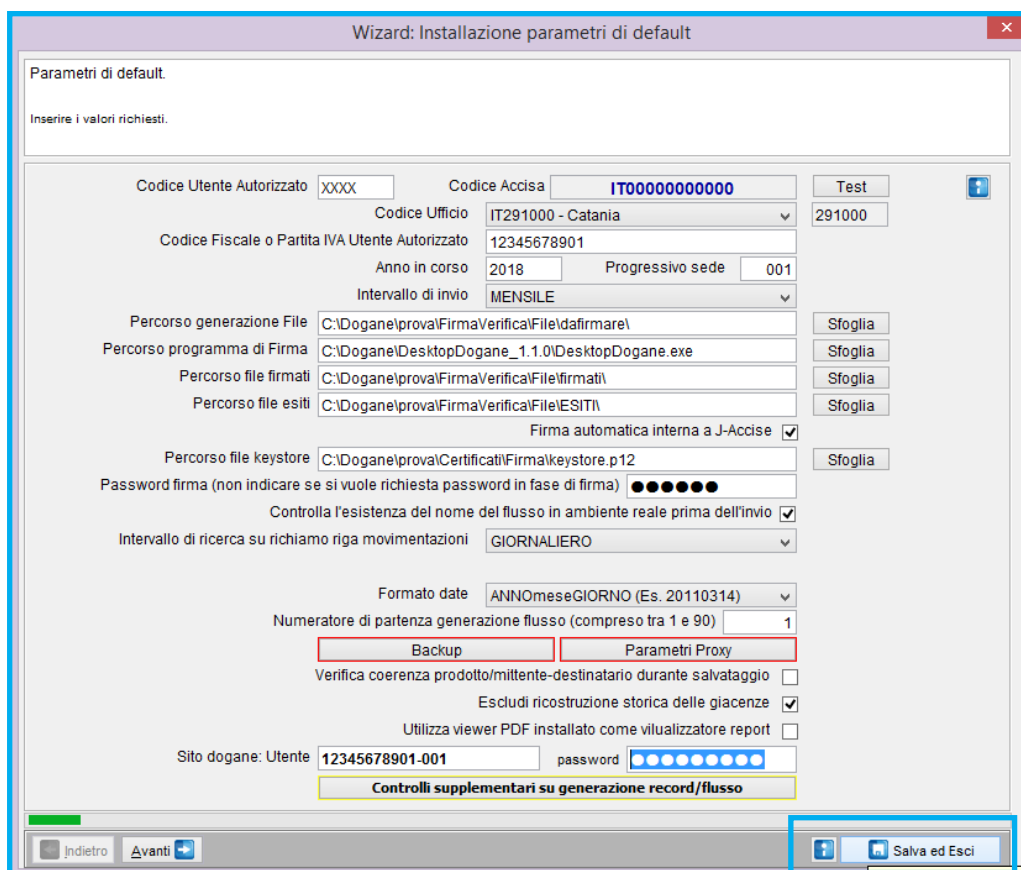 Wizard: Installazione parametri di default
Parametri di default.
Inserire i valori richiesti.
Codice Utente Autorizzato XXXX Codice Accisa IT00000000000 Test
Codice Ufficio IT291000 - Catania 291000
Codice Fiscale o Partita IVA Utente Autorizzato 12345678901
Anno in corso 2018 Progressivo sede 001
Intervallo di invio MENSILE
Percorso generazione File C:\Dogane\prova\FirmaVerifica\File\dafirmare\ Sfoglia
Percorso programma di Firma C:\Dogane\DesktopDogane_1.1.0\DesktopDogane.exe Sfoglia
Percorso file firmati C:\Dogane\prova\FirmaVerifica\File\firmati\ Sfoglia
Percorso file esiti C:\Dogane\prova\FirmaVerifica\File\ESITI\ Sfoglia
Firma automatica interna a J-Accise
Percorso file keystore C:\Dogane\prova\Certificati\Firma\keystore.p12 Sfoglia
Password firma (non indicare se si vuole richiesta password in fase di firma) ●●●●●●
Controlla l'esistenza del nome del flusso in ambiente reale prima dell'invio
Intervallo di ricerca su richiamo riga movimentazioni GIORNALIERO
Formato date ANNOmeseGIORNO (Es. 20110314)
Numeratore di partenza generazione flusso (compreso tra 1 e 90) 1
Backup Parametri Proxy
Verifica coerenza prodotto/mittente-destinatario durante salvataggio
Escludi ricostruzione storica delle giacenze
Utilizza viewer PDF installato come vilualizzatore report
Sito dogane: Utente 12345678901-001 password ●●●●●●●●●
Controlli supplementari su generazione record/flusso
Indietro Avanti Salva ed Esci